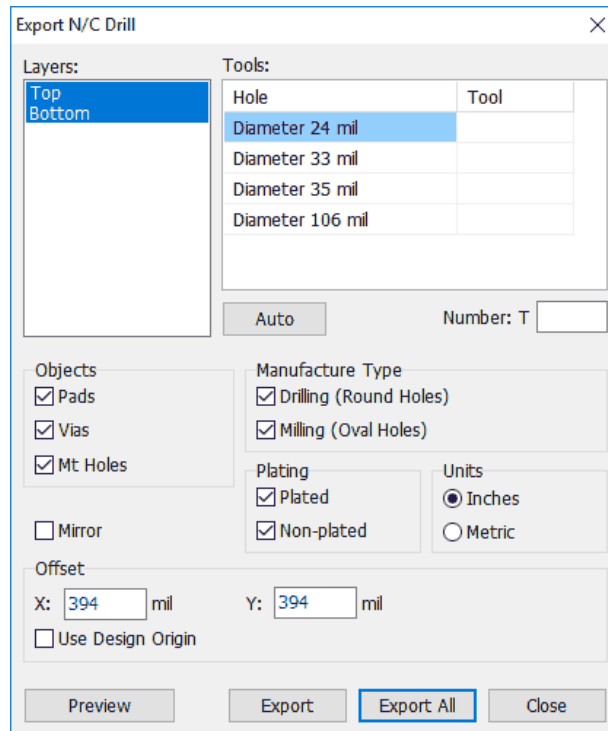 Export N/C Drill
Layers:
Top
Bottom
Tools:
Hole Tool
Diameter 24 mil
Diameter 33 mil
Diameter 35 mil
Diameter 106 mil
Auto
Number: T
Objects
Pads
Vias
Mt Holes
Manufacture Type
Drilling (Round Holes)
Milling (Oval Holes)
Plating
Plated
Non-plated
Units
Inches
Metric
Mirror
Offset
X: 394 mil Y: 394 mil
Use Design Origin
Preview Export Export All Close